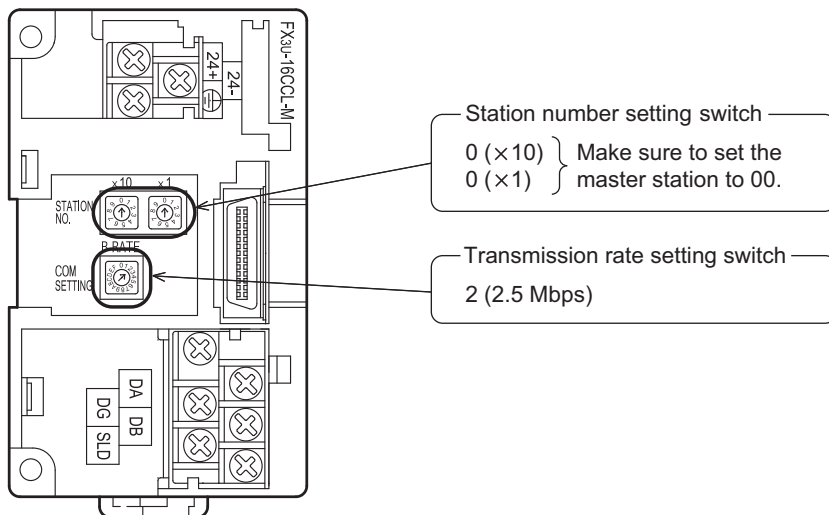 FX3U-16CCL-M
24+
24-
×10 ×1
STATION
NO.
B RATE
COM
SETTING
DA
DG
DB
SLD
Station number setting switch
0 (×10)
0 (×1)
Make sure to set the
master station to 00.
Transmission rate setting switch
2 (2.5 Mbps)